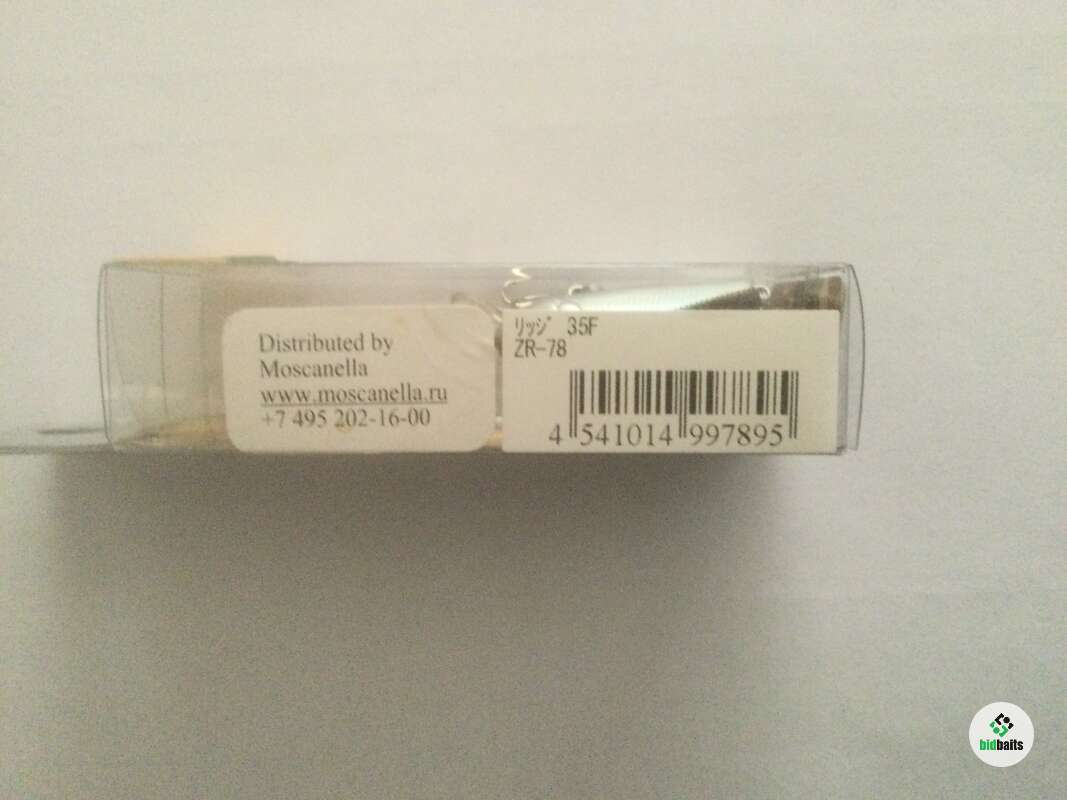 Distributed by
Moscanella
www.moscanella.ru
+7 495 202-16-00
ﾘｯｼﾞ 35F
ZR-78
4 541014 997895
bidbaits